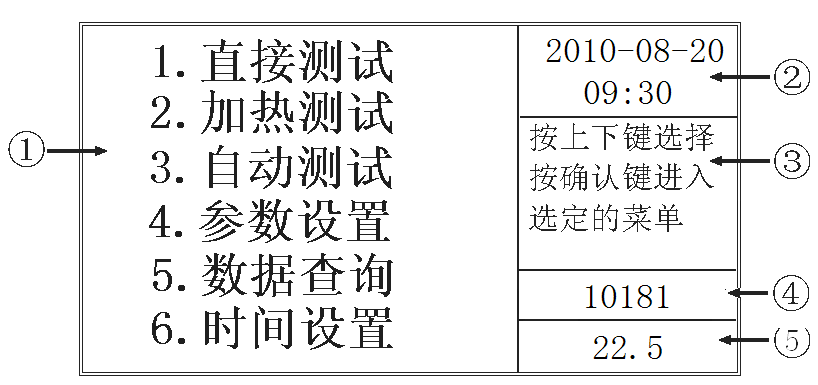 ①
1.直接测试
2.加热测试
3.自动测试
4.参数设置
5.数据查询
6.时间设置
2010-08-20
09:30
②
按上下键选择
按确认键进入
选定的菜单
③
10181
④
22.5
⑤